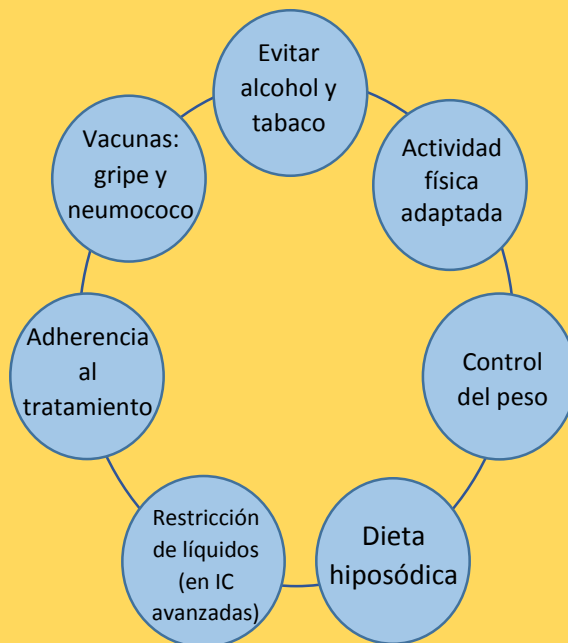 Evitar
alcohol y
tabaco
Actividad
física
adaptada
Control
del peso
Dieta
hiposódica
Restricción
de líquidos
(en IC
avanzadas)
Adherencia
al
tratamiento
Vacunas:
gripe y
neumococo